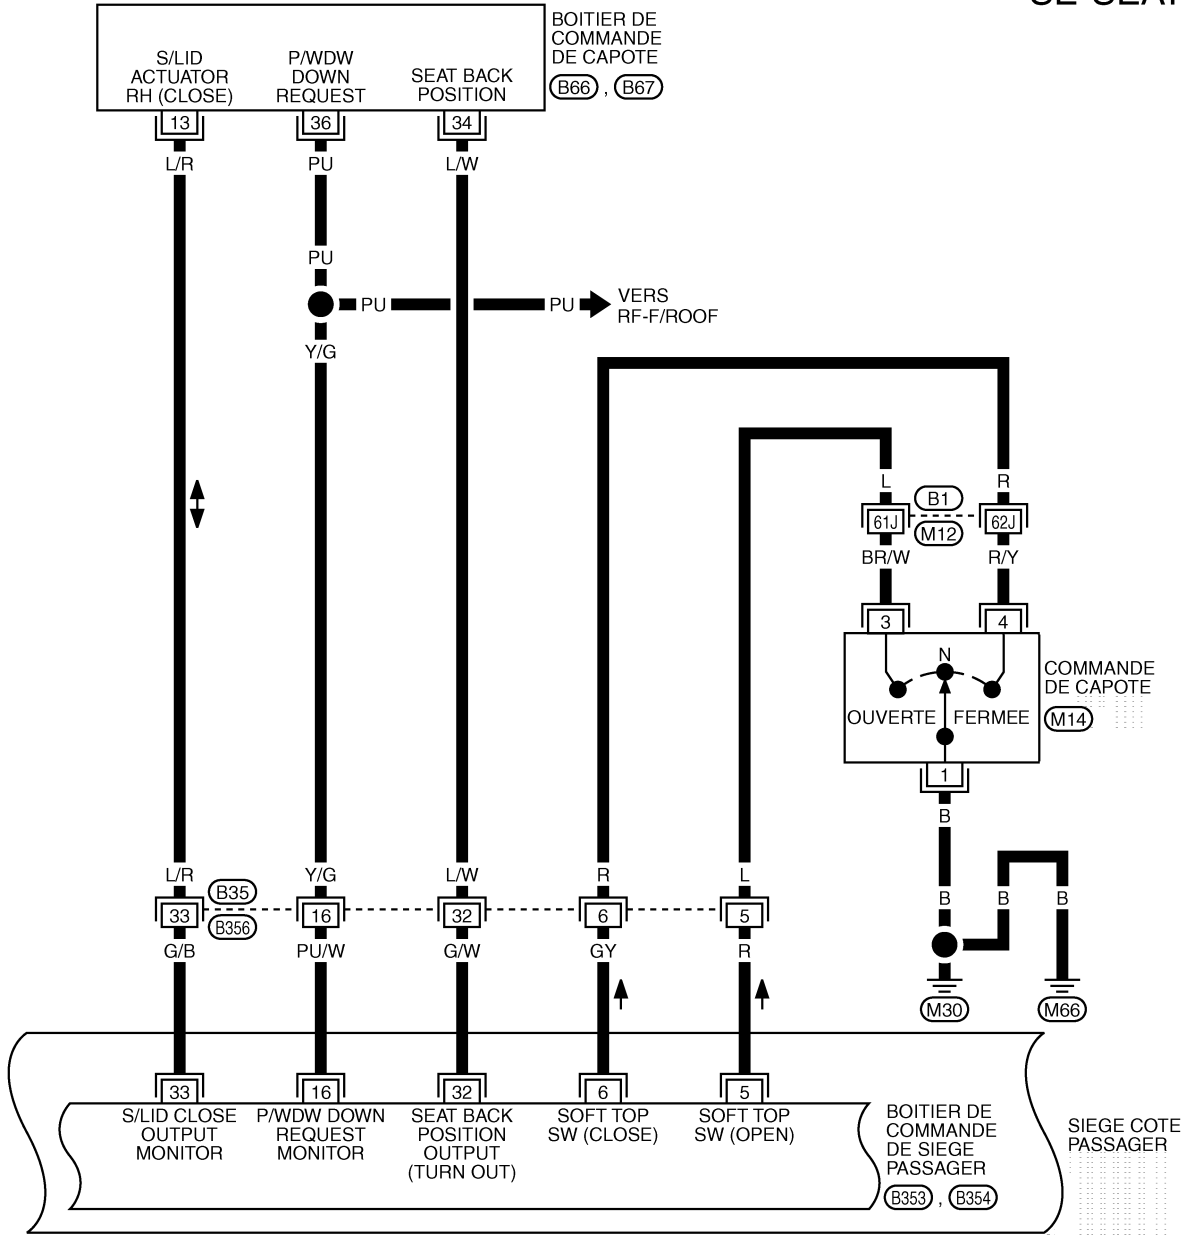 BOITIER DE
COMMANDE
DE CAPOTE
B66 , B67
S/LID
ACTUATOR
RH (CLOSE)
P/WDW
DOWN
REQUEST
SEAT BACK
POSITION
13
36
34
L/R
PU
L/W
PU
PU
PU
VERS
RF-F/ROOF
Y/G
L
R
B1
61J
62J
M12
BR/W
R/Y
3
4
N
OUVERTE
FERMEE
COMMANDE
DE CAPOTE
M14
1
B
L/R
Y/G
L/W
R
L
B35
33
16
32
6
5
B356
G/B
PU/W
G/W
GY
R
B
B
B
M30
M66
33
16
32
6
5
S/LID CLOSE
OUTPUT
MONITOR
P/WDW DOWN
REQUEST
MONITOR
SEAT BACK
POSITION
OUTPUT
(TURN OUT)
SOFT TOP
SW (CLOSE)
SOFT TOP
SW (OPEN)
BOITIER DE
COMMANDE
DE SIEGE
PASSAGER
B353 , B354
SIEGE COTE
PASSAGER